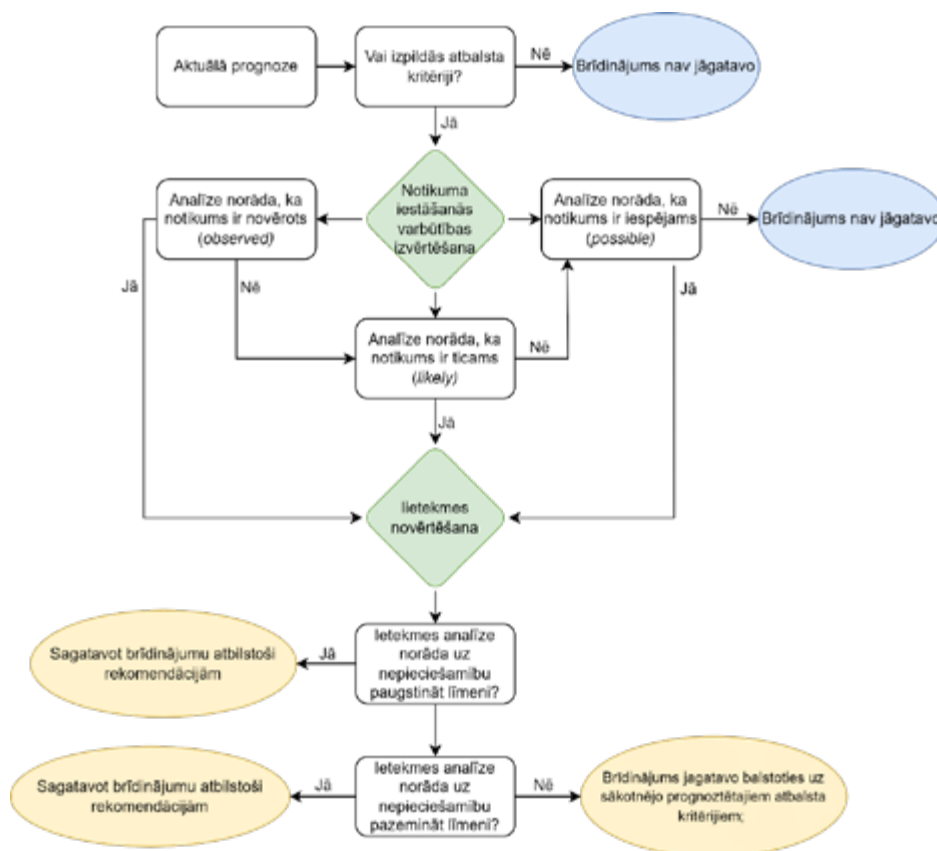 Aktuālā prognoze
Vai izpildās atbalsta
kritēriji?
Nē
Brīdinājums nav jāgatavo
Jā
Analīze norāda, ka
notikums ir novērots
(observed)
Notikuma
iestāšanās
varbūtības
izvērtēšana
Analīze norāda, ka
notikums ir iespējams
(possible)
Nē
Brīdinājums nav jāgatavo
Jā
Nē
Jā
Analīze norāda, ka
notikums ir ticams
(likely)
Nē
Jā
Iietekmes
novērtēšana
Ietekmes analīze
norāda uz
nepieciešamību
paugstināt līmeni?
Jā
Sagatavot brīdinājumu atbilstoši
rekomendācijām
Ietekmes analīze
norāda uz
nepieciešamību
pazemināt līmeni?
Jā
Sagatavot brīdinājumu atbilstoši
rekomendācijām
Nē
Brīdinājums jagatavo balstoties uz
sākotnējo prognoztētajiem atbalsta
kritērijiem;